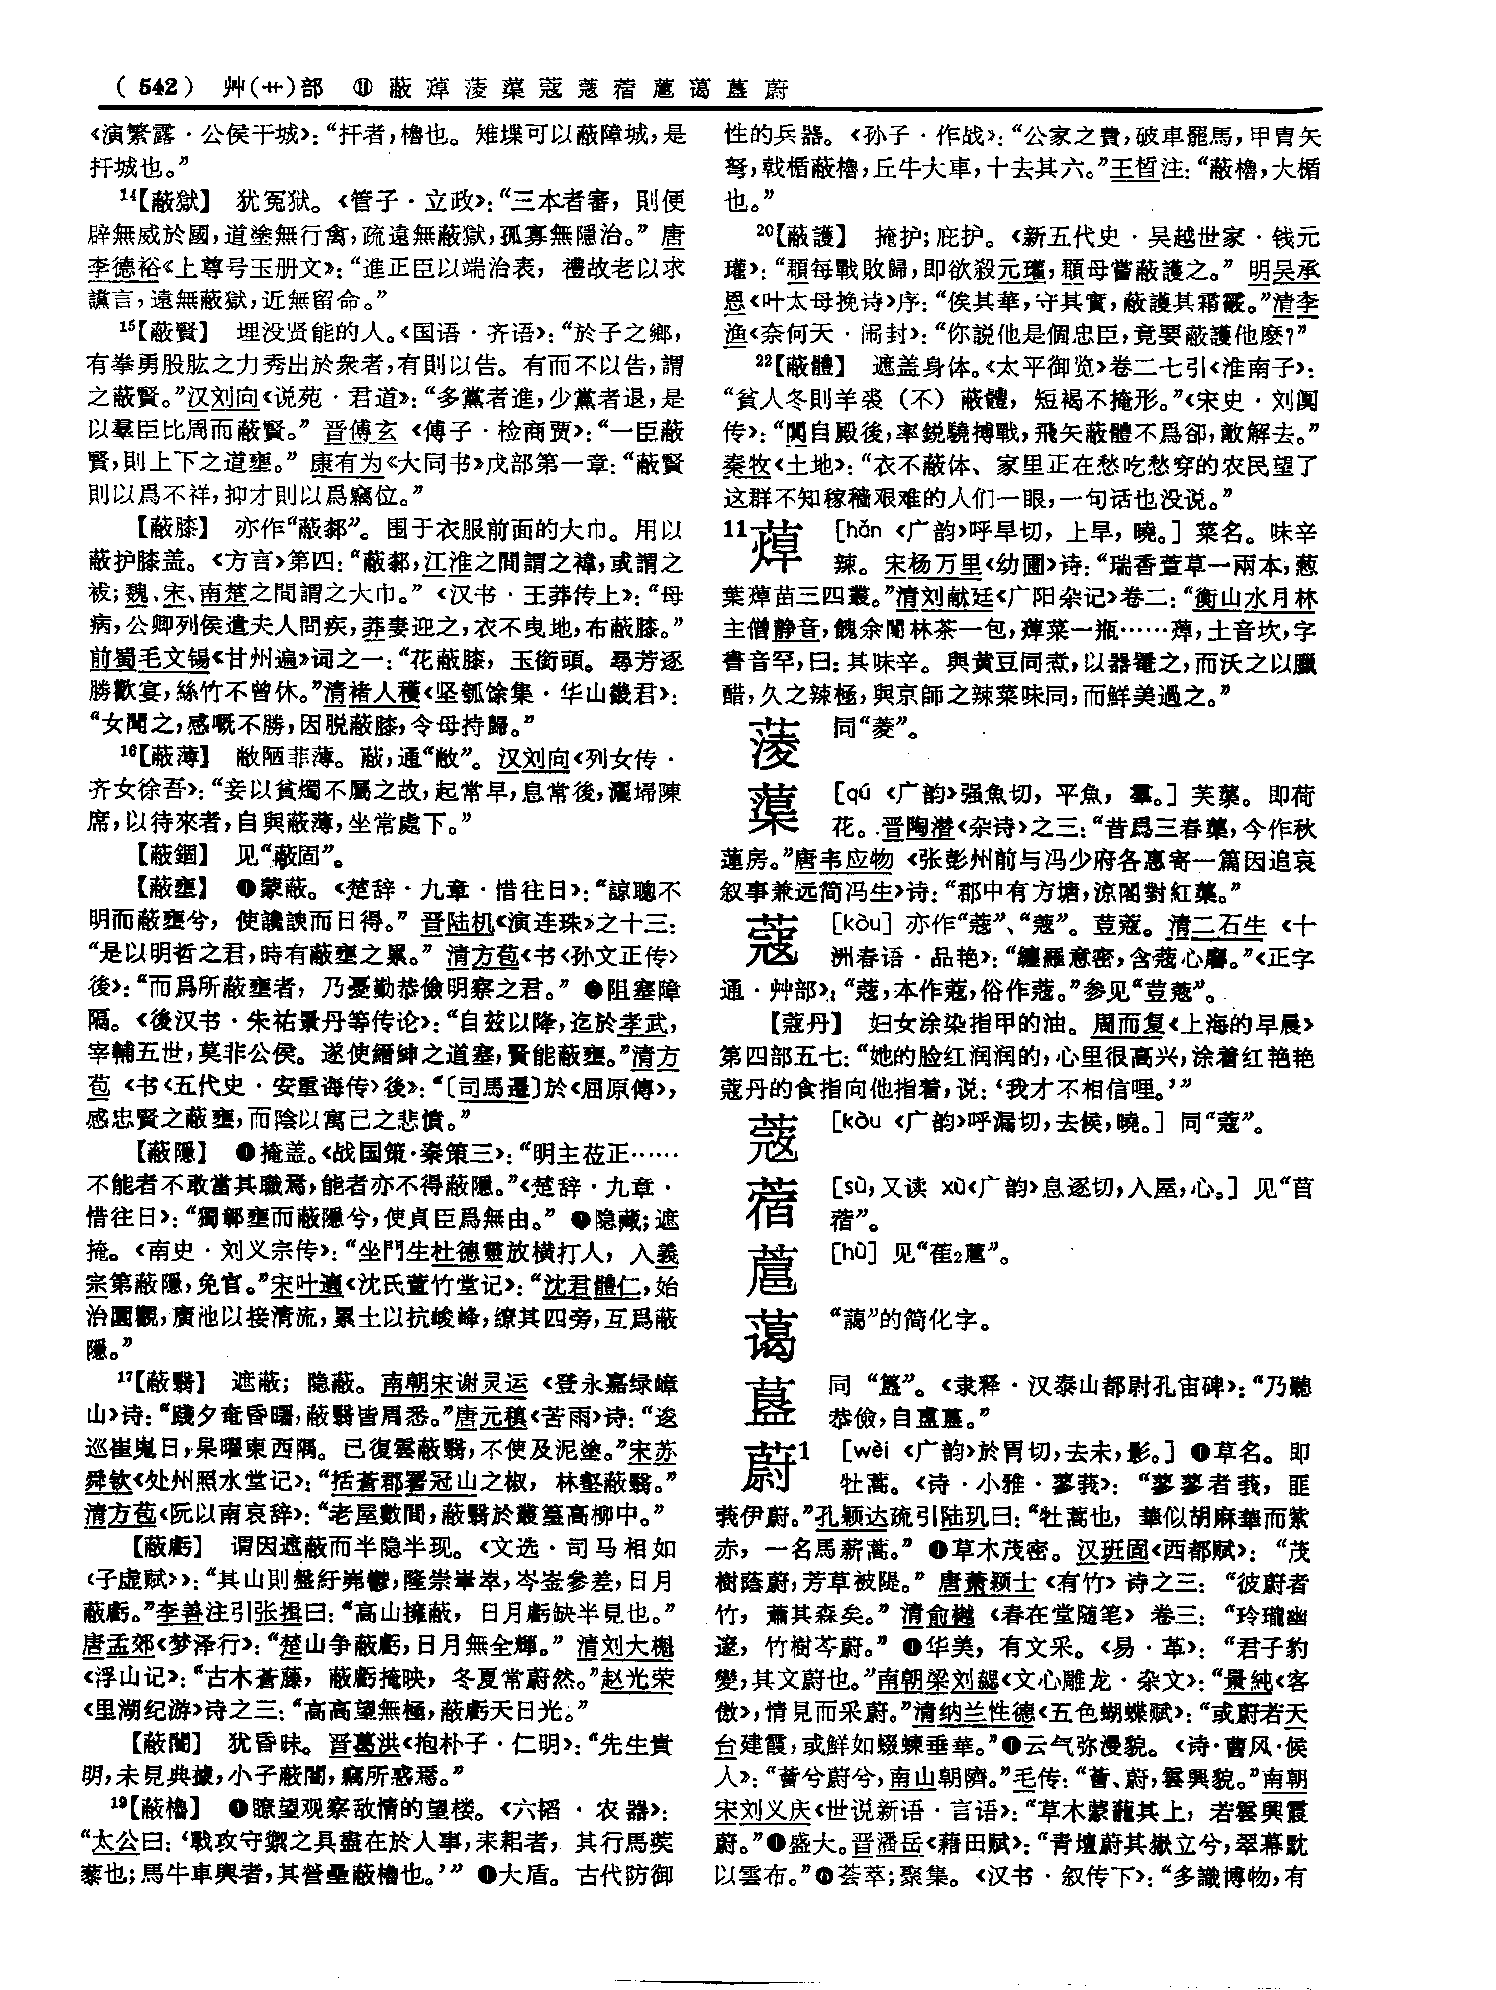 (542) 艸(艹)部 ⑪ 蔽蔊蓤蕖蔻蔲蓿蔰蔼蕋蔚
《演繁露·公侯干城》：“扞者，櫓也。雉堞可以蔽障城，是
扞城也。”
14【蔽獄】 犹冤狱。《管子·立政》：“三本者審，則便
辟無威於國，道塗無行禽，疏遠無蔽獄，孤寡無隱治。”唐
李德裕《上尊号玉册文》：“進正臣以端治表，禮故老以求
讜言，遠無蔽獄，近無留命。”
15【蔽賢】 埋没贤能的人。《国语·齐语》：“於子之鄉，
有拳勇股肱之力秀出於衆者，有則以告。有而不以告，謂
之蔽賢。”汉刘向《说苑·君道》：“多黨者進，少黨者退，是
以羣臣比周而蔽賢。”晋傅玄《傅子·检商贾》：“一臣蔽
賢，則上下之道壅。”康有为《大同书》戊部第一章：“蔽賢
則以爲不祥，抑才則以爲竊位。”
【蔽膝】 亦作“蔽䣛”。围于衣服前面的大巾。用以
蔽护膝盖。《方言》第四：“蔽䣛，江淮之間謂之褘，或謂之
袚；魏、宋、南楚之間謂之大巾。”《汉书·王莽传上》：“母
病，公卿列侯遣夫人問疾，莽妻迎之，衣不曳地，布蔽膝。”
前蜀毛文锡《甘州遍》词之一：“花蔽膝，玉銜頭。尋芳逐
勝歡宴，絲竹不曾休。”清褚人穫《坚瓠馀集·华山畿君》：
“女聞之，感嘅不勝，因脱蔽膝，令母持歸。”
16【蔽薄】 敝陋菲薄。蔽，通“敝”。汉刘向《列女传·
齐女徐吾》：“妾以貧燭不屬之故，起常早，息常後，灑埽陳
席，以待來者，自與蔽薄，坐常處下。”
【蔽錮】 见“蔽固”。
【蔽壅】 ❶蒙蔽。《楚辞·九章·惜往日》：“諒聰不
明而蔽壅兮，使讒諛而日得。”晋陆机《演连珠》之十三：
“是以明哲之君，時有蔽壅之累。”清方苞《书〈孙文正传〉
後》：“而爲所蔽壅者，乃憂勤恭儉明察之君。”❷阻塞障
隔。《後汉书·朱祐景丹等传论》：“自兹以降，迄於孝武，
宰輔五世，莫非公侯。遂使縉紳之道塞，賢能蔽壅。”清方
苞《书〈五代史·安重诲传〉後》：“〔司馬遷〕於《屈原傳》，
感忠賢之蔽壅，而陰以寓己之悲憤。”
【蔽隱】 ❶掩盖。《战国策·秦策三》：“明主莅正……
不能者不敢當其職焉，能者亦不得蔽隱。”《楚辞·九章·
惜往日》：“獨鄣壅而蔽隱兮，使貞臣爲無由。”❷隐藏；遮
掩。《南史·刘义宗传》：“坐門生杜德靈放横打人，入義
宗第蔽隱，免官。”宋叶適《沈氏萱竹堂记》：“沈君體仁，始
治園觀，廣池以接清流，累土以抗峻峰，缭其四旁，互爲蔽
隱。”
17【蔽翳】 遮蔽；隐蔽。南朝宋谢灵运《登永嘉绿嶂
山》诗：“踐夕奄昏曙，蔽翳皆周悉。”唐元稹《苦雨》诗：“逡
巡崔嵬日，杲曜東西隅。已復雲蔽翳，不使及泥塗。”宋苏
舜钦《处州照水堂记》：“括蒼郡署冠山之椒，林壑蔽翳。”
清方苞《阮以南哀辞》：“老屋數間，蔽翳於叢篁高柳中。”
【蔽虧】 谓因遮蔽而半隐半现。《文选·司马相如
〈子虚赋〉》：“其山則盤紆岪鬱，隆崇嵂崒，岑崟參差，日月
蔽虧。”李善注引张揖曰：“高山擁蔽，日月虧缺半見也。”
唐孟郊《梦泽行》：“楚山争蔽虧，日月無全輝。”清刘大櫆
《浮山记》：“古木蒼藤，蔽虧掩映，冬夏常蔚然。”赵光荣
《里湖纪游》诗之三：“高高望無極，蔽虧天日光。”
【蔽闇】 犹昏昧。晋葛洪《抱朴子·仁明》：“先生貴
明，未見典據，小子蔽闇，竊所惑焉。”
19【蔽櫓】 ❶瞭望观察敌情的望楼。《六韬·农器》：
“太公曰：‘戰攻守禦之具盡在於人事，耒耜者，其行馬蒺
藜也；馬牛車輿者，其營壘蔽櫓也。’”❷大盾。古代防御
性的兵器。《孙子·作战》：“公家之費，破車罷馬，甲胄矢
弩，戟楯蔽櫓，丘牛大車，十去其六。”王晳注：“蔽櫓，大楯
也。”
20【蔽護】 掩护；庇护。《新五代史·吴越世家·钱元
瓘》：“頵每戰敗歸，即欲殺元瓘，頵母嘗蔽護之。”明吴承
恩《叶太母挽诗》序：“俟其華，守其實，蔽護其霜霰。”清李
渔《奈何天·闹封》：“你説他是個忠臣，竟要蔽護他麽？”
22【蔽體】 遮盖身体。《太平御览》卷二七引《淮南子》：
“貧人冬則羊裘（不）蔽體，短褐不掩形。”《宋史·刘闃
传》：“闃自殿後，率鋭驍搏戰，飛矢蔽體不爲卻，敵解去。”
秦牧《土地》：“衣不蔽体、家里正在愁吃愁穿的农民望了
这群不知稼穑艰难的人们一眼，一句话也没说。”
11蔊 [hǎn 《广韵》呼旱切，上旱，曉。] 菜名。味辛
辣。宋杨万里《幼圃》诗：“瑞香萱草一兩本，葱
葉蔊苗三四叢。”清刘献廷《广阳杂记》卷二：“衡山水月林
主僧静音，餽余閩林茶一包，蔊菜一瓶……蔊，土音坎，字
書音罕，曰：其味辛。與黄豆同煮，以器罨之，而沃之以臘
醋，久之辣極，與京師之辣菜味同，而鮮美過之。”
蓤 同“菱”。
蕖 [qú 《广韵》强魚切，平魚，羣。] 芙蕖。即荷
花。晋陶潜《杂诗》之三：“昔爲三春蕖，今作秋
蓮房。”唐韦应物《张彭州前与冯少府各惠寄一篇因追哀
叙事兼远简冯生》诗：“郡中有方塘，涼閣對紅蕖。”
蔻 [kòu] 亦作“蔲”、“蔲”。荳蔻。清二石生《十
洲春语·品艳》：“纏羅意密，含蔻心馨。”《正字
通·艸部》：“蔻，本作蔲，俗作蔻。”参见“荳蔻”。
【蔻丹】 妇女涂染指甲的油。周而复《上海的早晨》
第四部五七：“她的脸红润润的，心里很高兴，涂着红艳艳
蔻丹的食指向他指着，说：‘我才不相信哩。’”
蔲 [kòu 《广韵》呼漏切，去候，曉。] 同“蔻”。
蓿 [sù，又读 xù《广韵》息逐切，入屋，心。] 见“苜
蓿”。
蔰 [hù] 见“萑2蔰”。
蔼 “藹”的简化字。
同“簋”。《隶释·汉泰山都尉孔宙碑》：“乃聽
恭儉，自
蔚1 [wèi 《广韵》於胃切，去未，影。] ❶草名。即
牡蒿。《诗·小雅·蓼莪》：“蓼蓼者莪，匪
莪伊蔚。”孔颖达疏引陆玑曰：“牡蒿也，華似胡麻華而紫
赤，一名馬薪蒿。”❷草木茂密。汉班固《西都赋》：“茂
樹蔭蔚，芳草被隄。”唐萧颖士《有竹》诗之三：“彼蔚者
竹，蕭其森矣。”清俞樾《春在堂随笔》卷三：“玲瓏幽
邃，竹樹芩蔚。”❸华美，有文采。《易·革》：“君子豹
變，其文蔚也。”南朝梁刘勰《文心雕龙·杂文》：“景純《客
傲》，情見而采蔚。”清纳兰性德《五色蝴蝶赋》：“或蔚若天
台建霞，或鮮如蝃蝀垂華。”❹云气弥漫貌。《诗·曹风·候
人》：“薈兮蔚兮，南山朝隮。”毛传：“薈、蔚，雲興貌。”南朝
宋刘义庆《世说新语·言语》：“草木蒙蘢其上，若雲興霞
蔚。”❺盛大。晋潘岳《藉田赋》：“青壇蔚其嶽立兮，翠幕黕
以雲布。”❻荟萃；聚集。《汉书·叙传下》：“多識博物，有